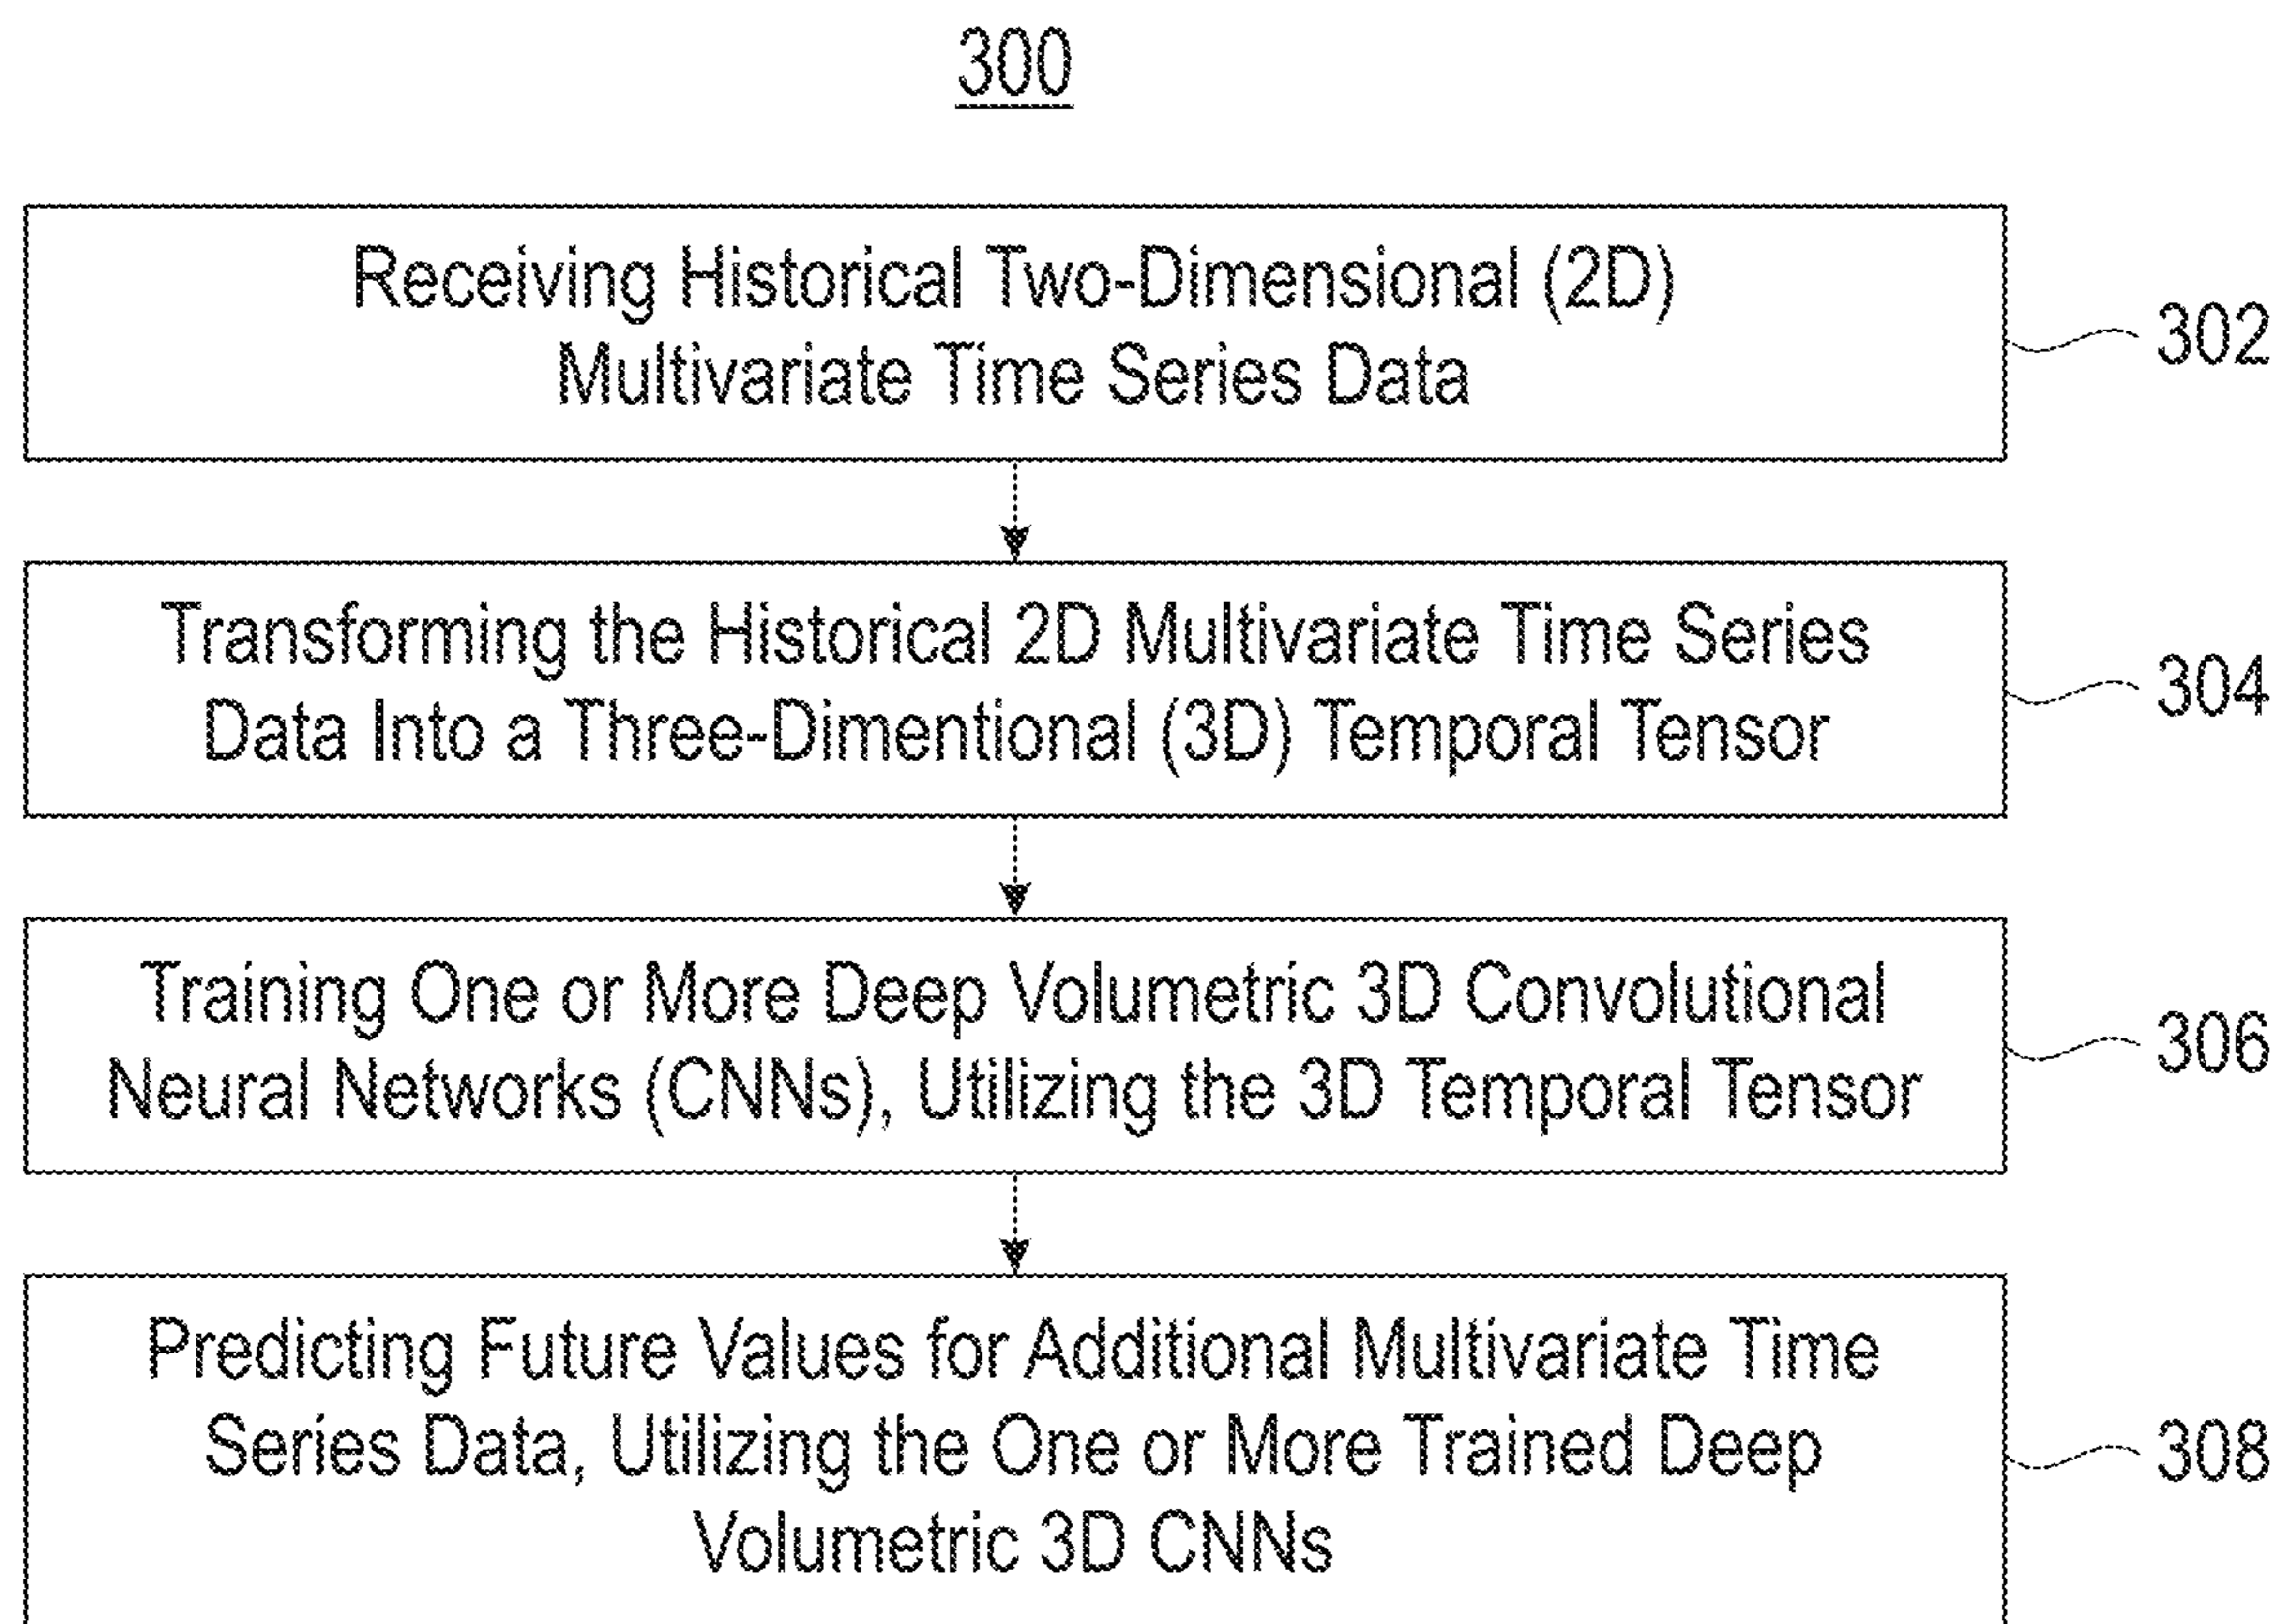 300
Receiving Historical Two-Dimensional (2D)
Multivariate Time Series Data
302
Transforming the Historical 2D Multivariate Time Series
Data Into a Three-Dimentional (3D) Temporal Tensor
304
Training One or More Deep Volumetric 3D Convolutional
Neural Networks (CNNs), Utilizing the 3D Temporal Tensor
306
Predicting Future Values for Additional Multivariate Time
Series Data, Utilizing the One or More Trained Deep
Volumetric 3D CNNs
308